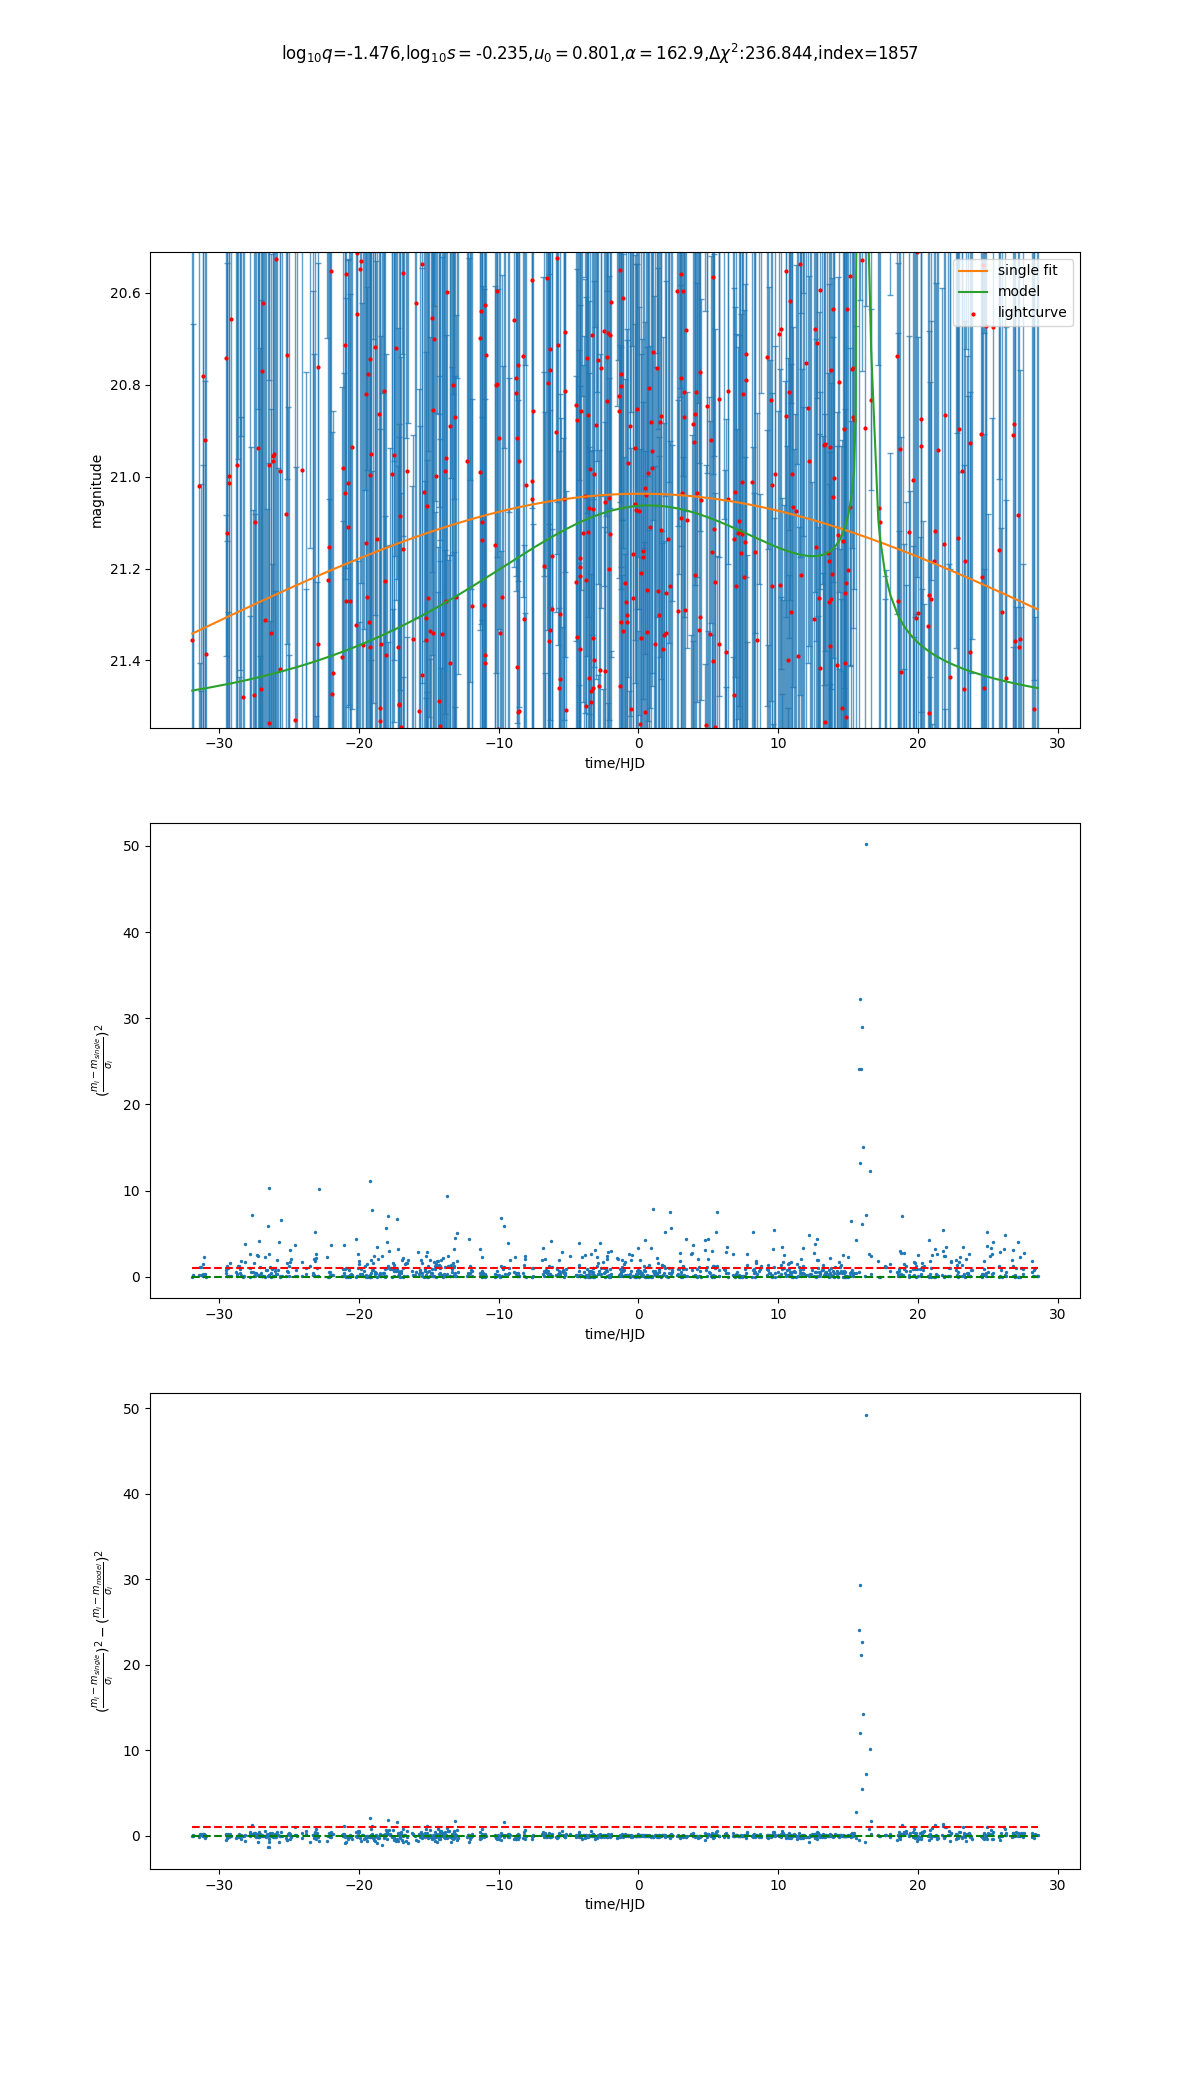 log₁₀q=-1.476,log₁₀s = -0.235,u₀ = 0.801,α = 162.9,Δχ²:236.844,index=1857
single fit
model
lightcurve
magnitude
20.6
20.8
21.0
21.2
21.4
−30 −20 −10 0 10 20 30
time/HJD
(mᵢ − m_single / σᵢ)²
50
40
30
20
10
0
−30 −20 −10 0 10 20 30
time/HJD
(mᵢ − m_single / σᵢ)² − (mᵢ − m_model / σᵢ)²
50
40
30
20
10
0
−30 −20 −10 0 10 20 30
time/HJD